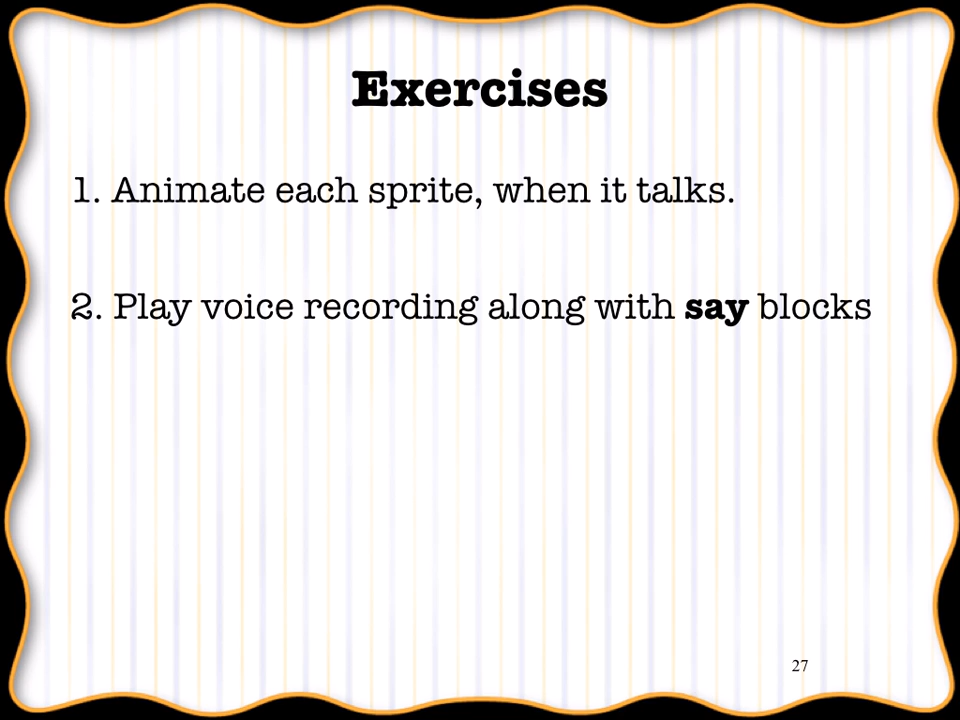 Exercises
1. Animate each sprite, when it talks.
2. Play voice recording along with say blocks
27